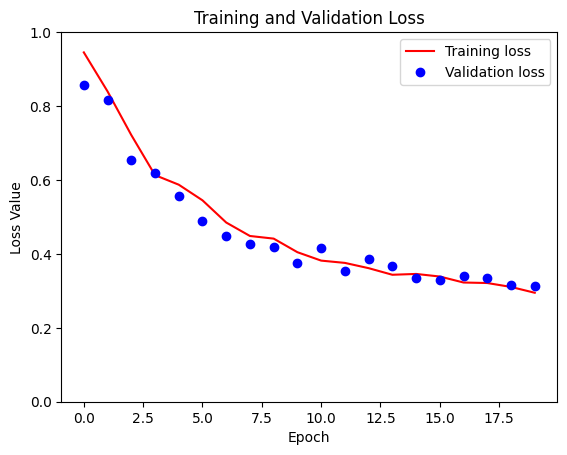 Training and Validation Loss
Training loss
Validation loss
Loss Value
1.0
0.8
0.6
0.4
0.2
0.0
0.0 2.5 5.0 7.5 10.0 12.5 15.0 17.5
Epoch